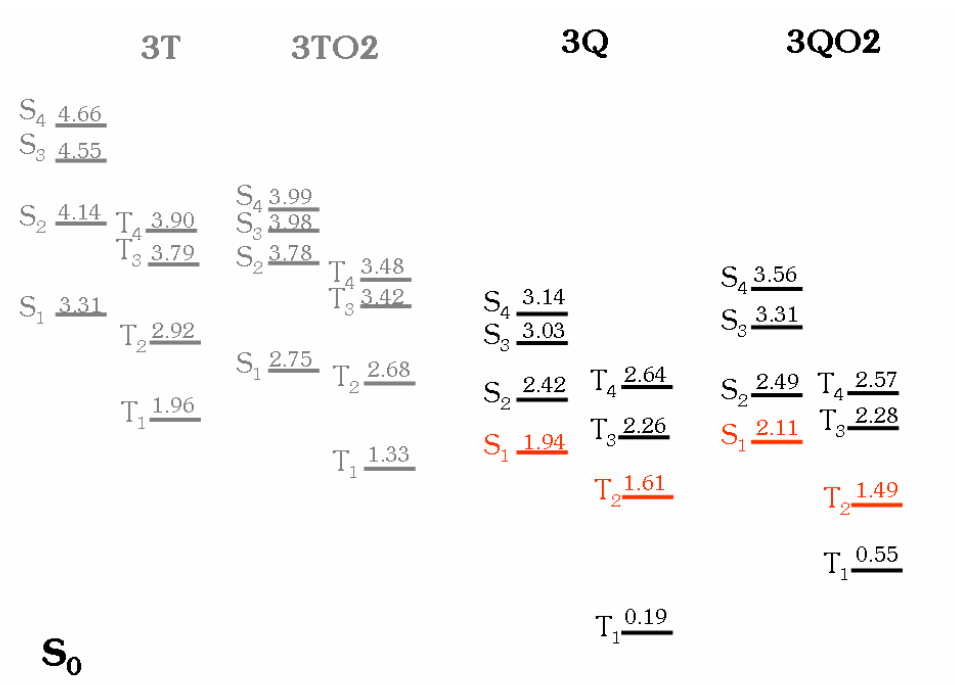 3T 3TO2 3Q 3QO2
S4 4.66
S3 4.55
S2 4.14
S1 3.31
T4 3.90
T3 3.79
T2 2.92
T1 1.96
S4 3.99
S3 3.98
S2 3.78
S1 2.75
T4 3.48
T3 3.42
T2 2.68
T1 1.33
S4 3.14
S3 3.03
S2 2.42
S1 1.94
T4 2.64
T3 2.26
T2 1.61
T1 0.19
S4 3.56
S3 3.31
S2 2.49
S1 2.11
T4 2.57
T3 2.28
T2 1.49
T1 0.55
S0